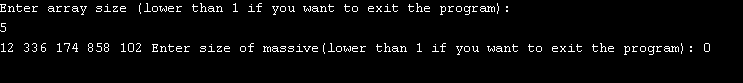 Enter array size (lower than 1 if you want to exit the program):
5
12 336 174 858 102 Enter size of massive(lower than 1 if you want to exit the program): 0